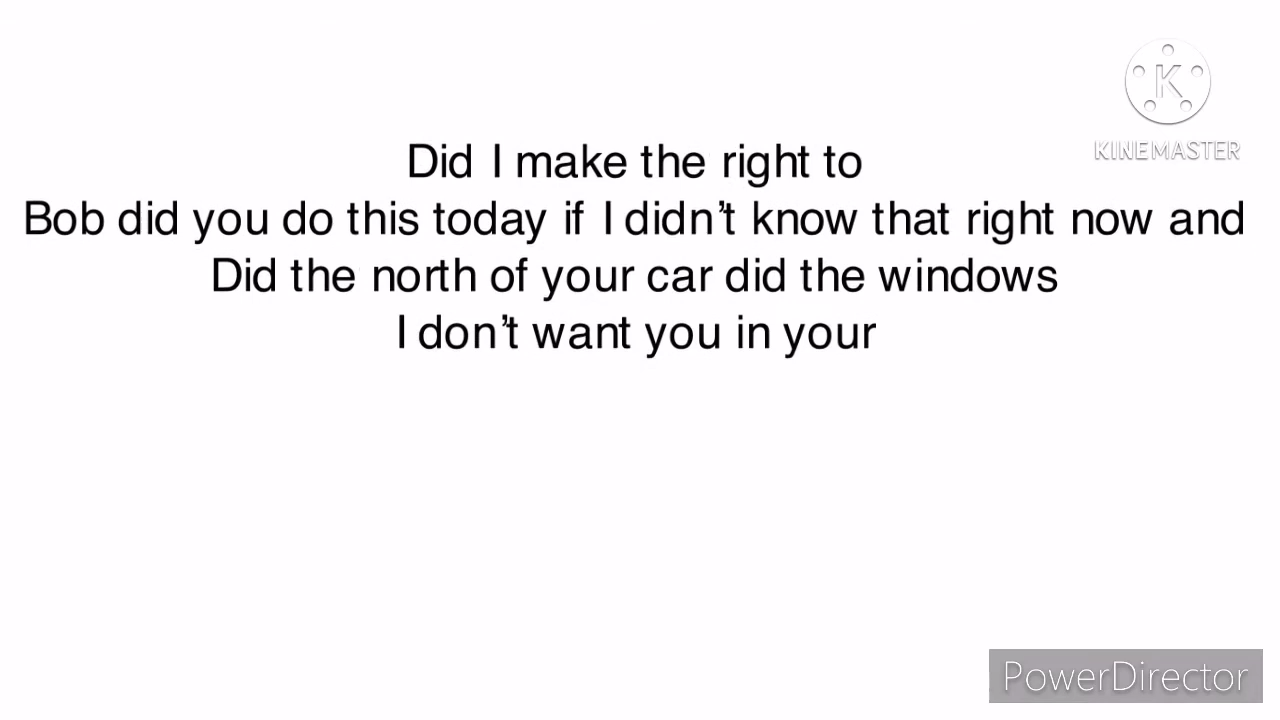 K
KINEMASTER
Did I make the right to
Bob did you do this today if I didn't know that right now and
Did the north of your car did the windows
I don't want you in your
PowerDirector